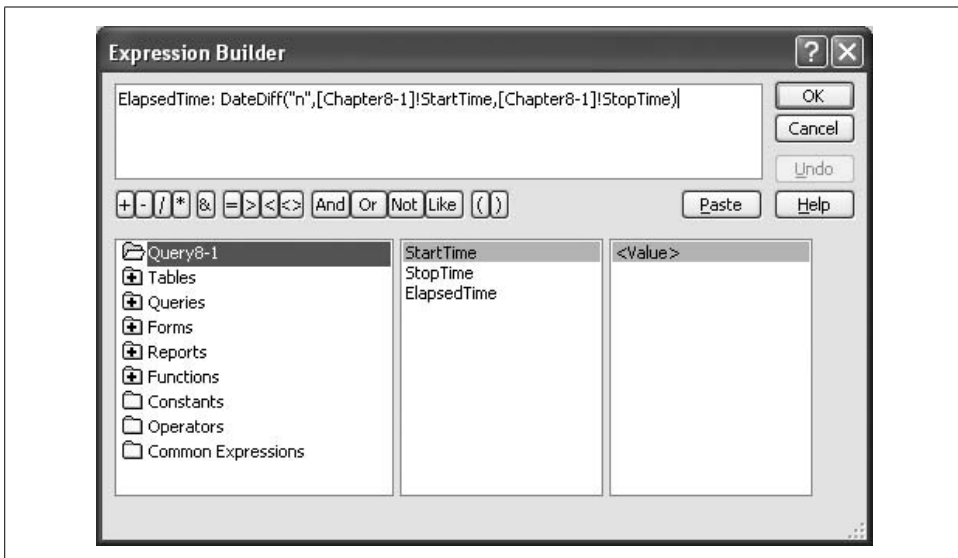 Expression Builder
ElapsedTime: DateDiff("n",[Chapter8-1]!StartTime,[Chapter8-1]!StopTime)
OK
Cancel
Undo
+ - / * & = > < <> And Or Not Like ( )
Paste
Help
Query8-1
Tables
Queries
Forms
Reports
Functions
Constants
Operators
Common Expressions
StartTime
StopTime
ElapsedTime
<Value>